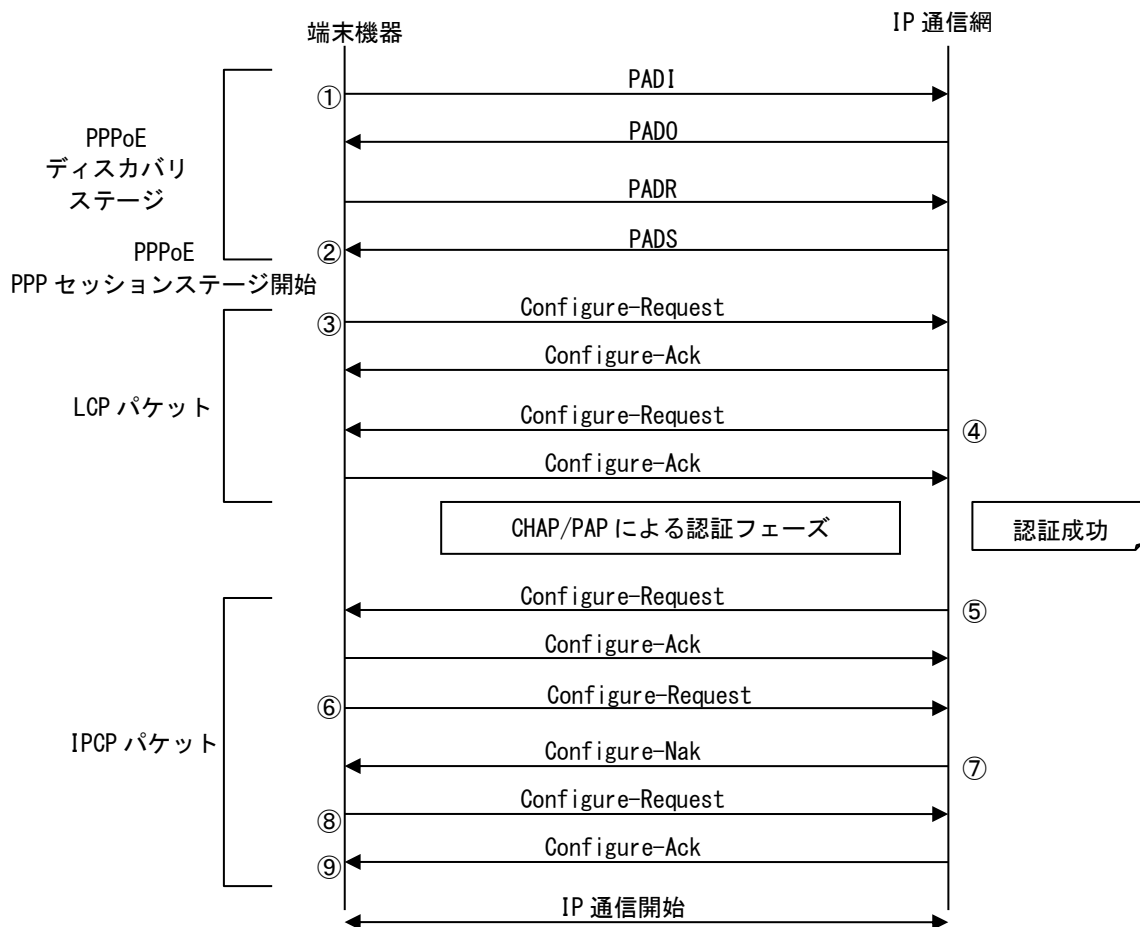 端末機器
IP 通信網
① PADI
PADO
PPPoE
ディスカバリ
ステージ
PADR
② PADS
PPPoE
PPP セッションステージ開始
③ Configure-Request
Configure-Ack
LCP パケット
Configure-Request ④
Configure-Ack
CHAP/PAP による認証フェーズ
認証成功
Configure-Request ⑤
Configure-Ack
⑥ Configure-Request
IPCP パケット
Configure-Nak ⑦
⑧ Configure-Request
⑨ Configure-Ack
IP 通信開始